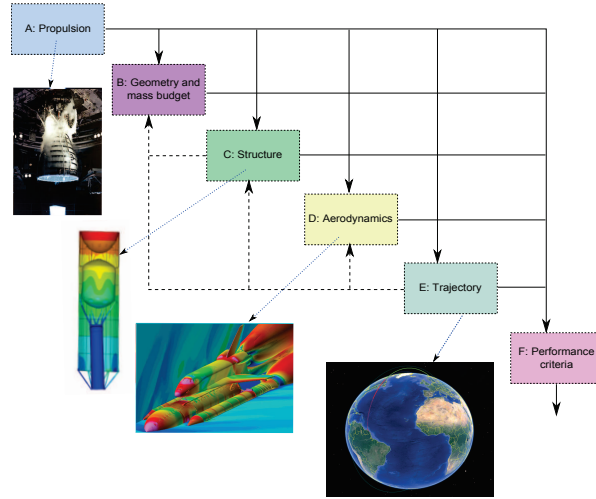 A: Propulsion
B: Geometry and
mass budget
C: Structure
D: Aerodynamics
E: Trajectory
F: Performance
criteria